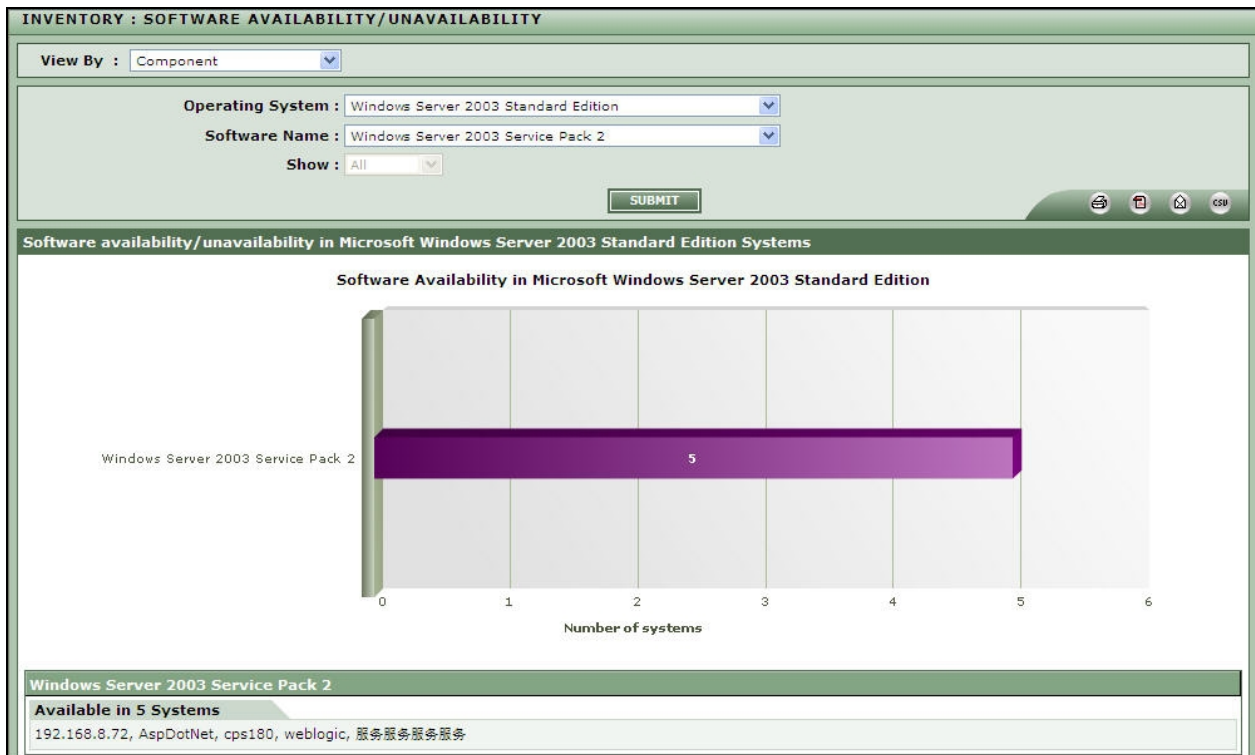 INVENTORY : SOFTWARE AVAILABILITY/UNAVAILABILITY
View By : Component
Operating System : Windows Server 2003 Standard Edition
Software Name : Windows Server 2003 Service Pack 2
Show : All
SUBMIT
CSV
Software availability/unavailability in Microsoft Windows Server 2003 Standard Edition Systems
Software Availability in Microsoft Windows Server 2003 Standard Edition
Windows Server 2003 Service Pack 2
5
0 1 2 3 4 5 6
Number of systems
Windows Server 2003 Service Pack 2
Available in 5 Systems
192.168.8.72, AspDotNet, cps180, weblogic, 服务服务服务服务